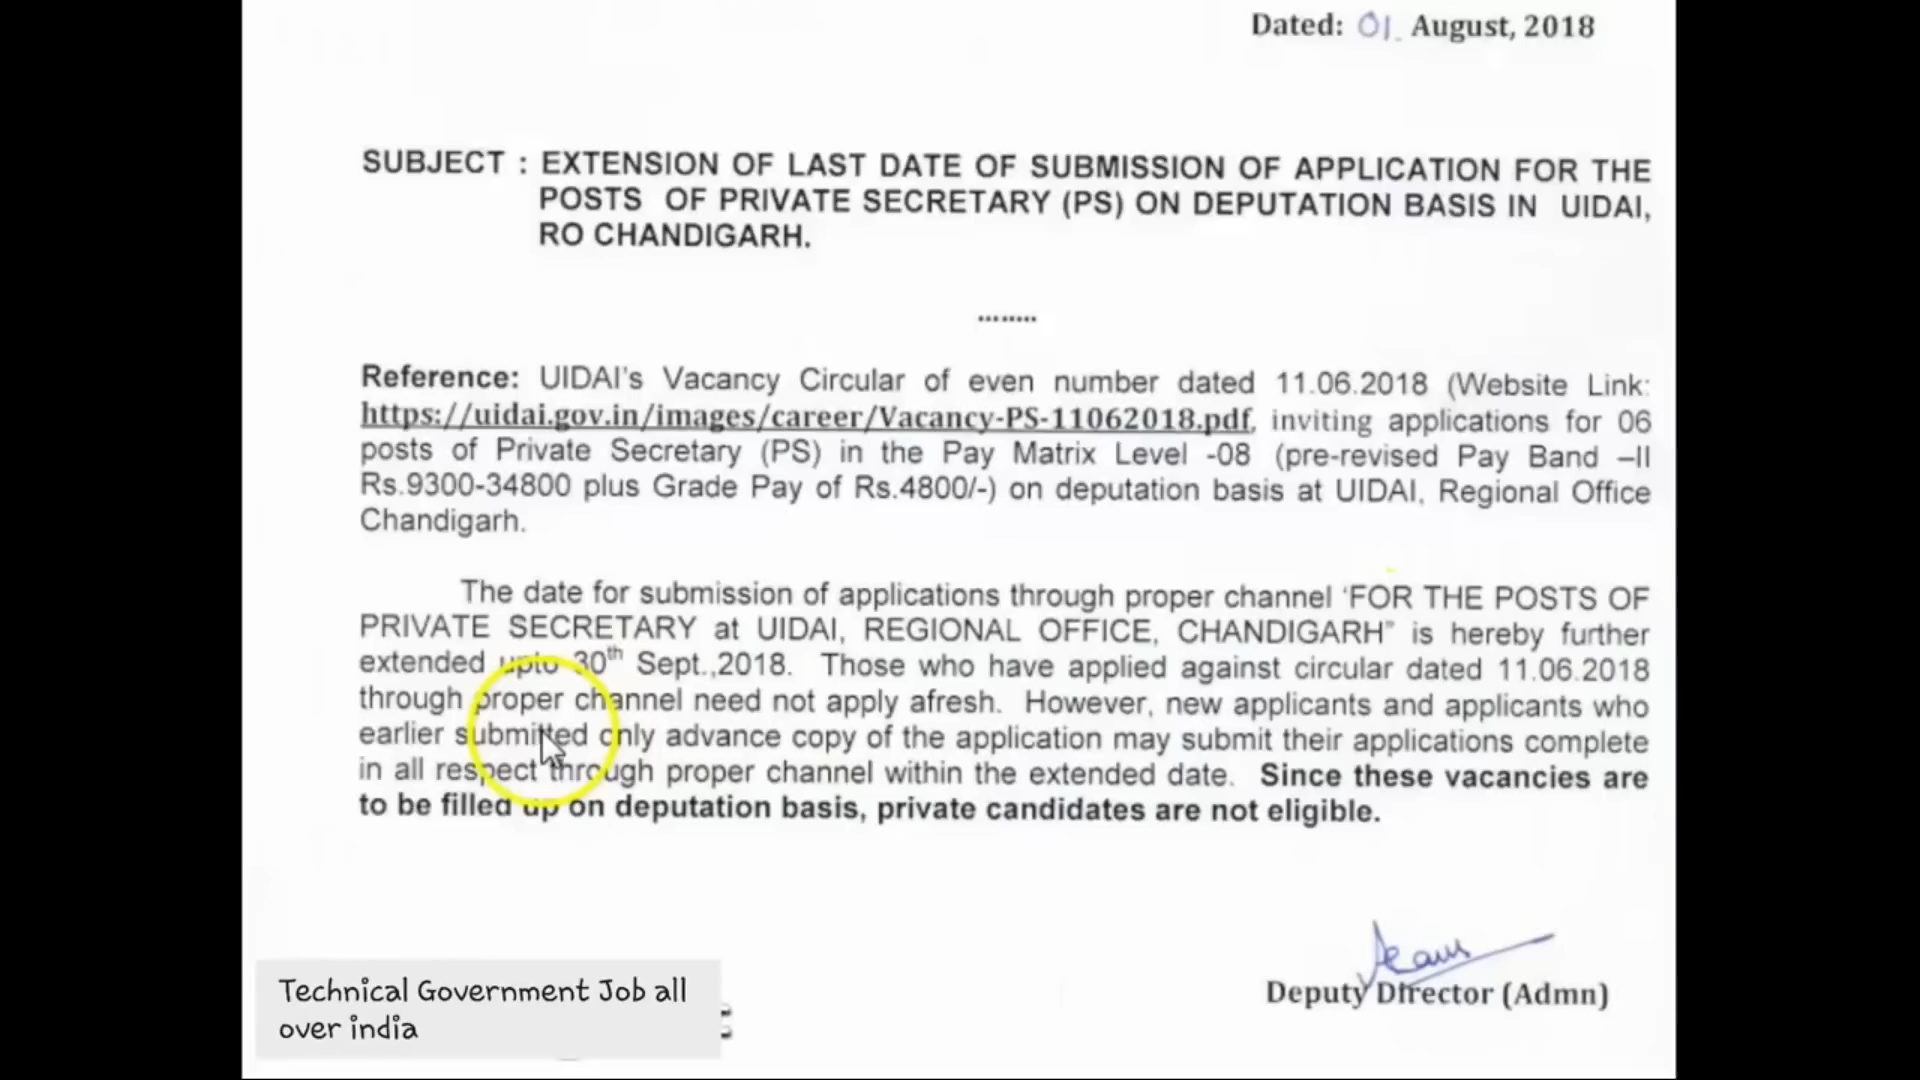 Dated: 01. August, 2018
SUBJECT : EXTENSION OF LAST DATE OF SUBMISSION OF APPLICATION FOR THE
POSTS OF PRIVATE SECRETARY (PS) ON DEPUTATION BASIS IN UIDAI,
RO CHANDIGARH.
........
Reference: UIDAI's Vacancy Circular of even number dated 11.06.2018 (Website Link:
https://uidai.gov.in/images/career/Vacancy-PS-11062018.pdf, inviting applications for 06
posts of Private Secretary (PS) in the Pay Matrix Level -08 (pre-revised Pay Band –II
Rs.9300-34800 plus Grade Pay of Rs.4800/-) on deputation basis at UIDAI, Regional Office
Chandigarh.
The date for submission of applications through proper channel 'FOR THE POSTS OF
PRIVATE SECRETARY at UIDAI, REGIONAL OFFICE, CHANDIGARH" is hereby further
extended upto 30th Sept.,2018. Those who have applied against circular dated 11.06.2018
through proper channel need not apply afresh. However, new applicants and applicants who
earlier submitted only advance copy of the application may submit their applications complete
in all respect through proper channel within the extended date. Since these vacancies are
to be filled up on deputation basis, private candidates are not eligible.
Deputy Director (Admn)
Technical Government Job all
over india